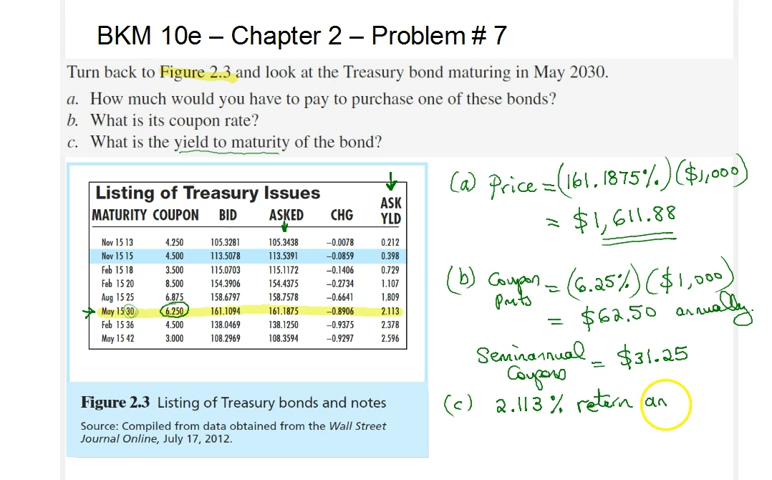 BKM 10e – Chapter 2 – Problem # 7
Turn back to Figure 2.3 and look at the Treasury bond maturing in May 2030.
a. How much would you have to pay to purchase one of these bonds?
b. What is its coupon rate?
c. What is the yield to maturity of the bond?
Listing of Treasury Issues
ASK
MATURITY COUPON BID ASKED CHG YLD
Nov 15 13 4.250 105.3281 105.3438 −0.0078 0.212
Nov 15 15 4.500 113.5078 113.5391 −0.0859 0.398
Feb 15 18 3.500 115.0703 115.1172 −0.1406 0.729
Feb 15 20 8.500 154.3906 154.4375 −0.2734 1.107
Aug 15 25 6.875 158.6797 158.7578 −0.6641 1.809
May 15 30 6.250 161.1094 161.1875 −0.8906 2.113
Feb 15 36 4.500 138.0469 138.1250 −0.9375 2.378
May 15 42 3.000 108.2969 108.3594 −0.9297 2.596
Figure 2.3 Listing of Treasury bonds and notes
Source: Compiled from data obtained from the Wall Street
Journal Online, July 17, 2012.
(a) Price = (161.1875%) ($1,000)
= $1,611.88
(b) Coupon = (6.25%) ($1,000)
Pmts
= $62.50 annually.
Semiannual = $31.25
Coupons
(c) 2.113% return (an